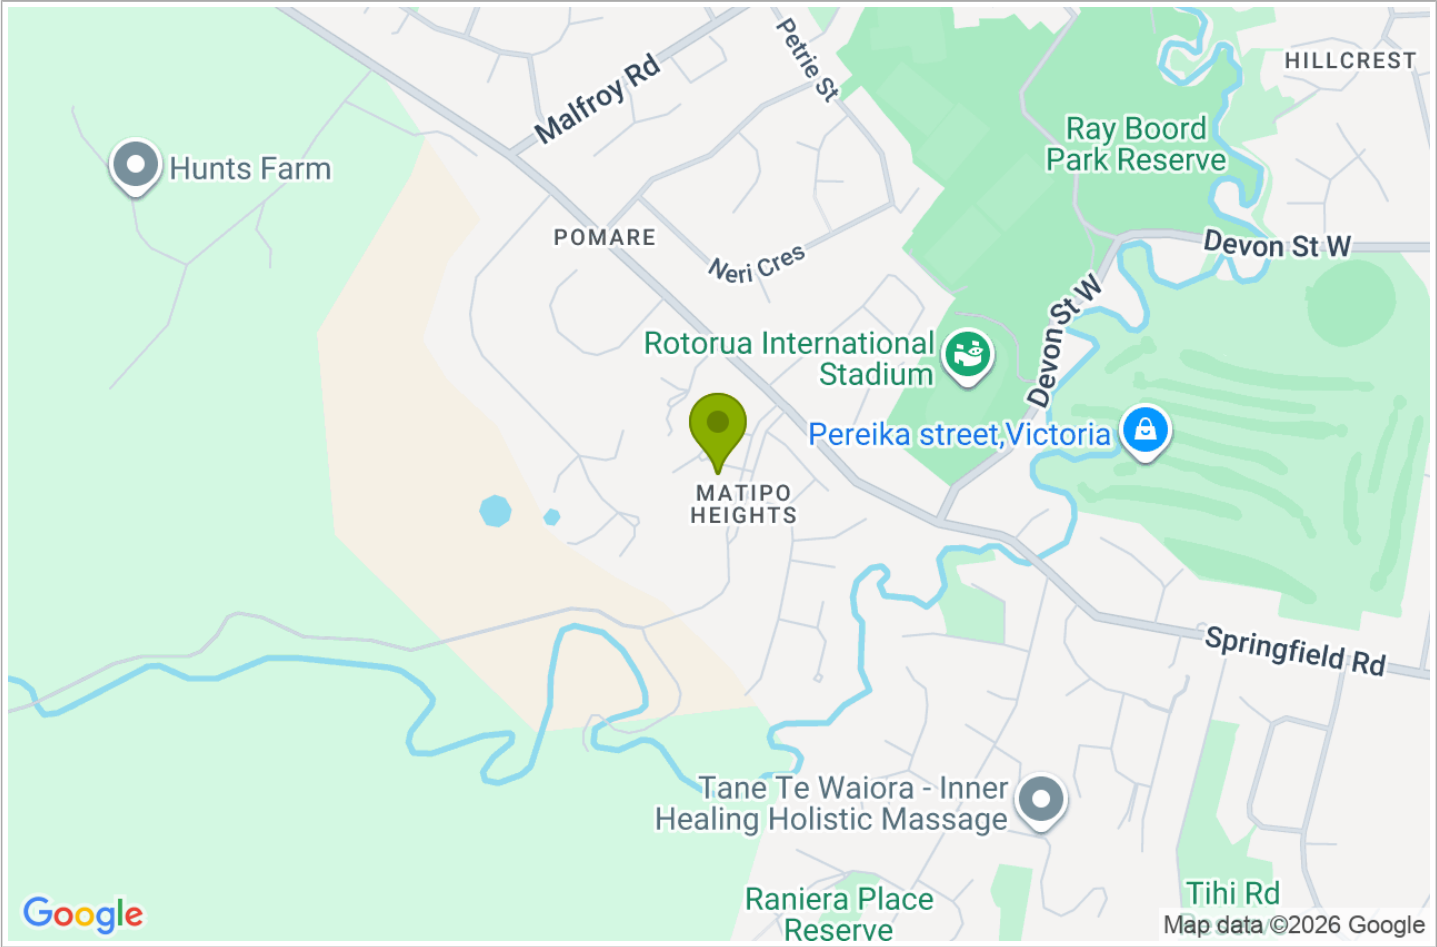 Petrie St
HILLCREST
Malfroy Rd
Ray Boord
Park Reserve
Hunts Farm
POMARE
Devon St W
Neri Cres
Devon St W
Rotorua International
Stadium
Pereika street,Victoria
MATIPO
HEIGHTS
Springfield Rd
Tane Te Waiora - Inner
Healing Holistic Massage
Raniera Place
Reserve
Tihi Rd
Reserve
Google
Map data ©2026 Google